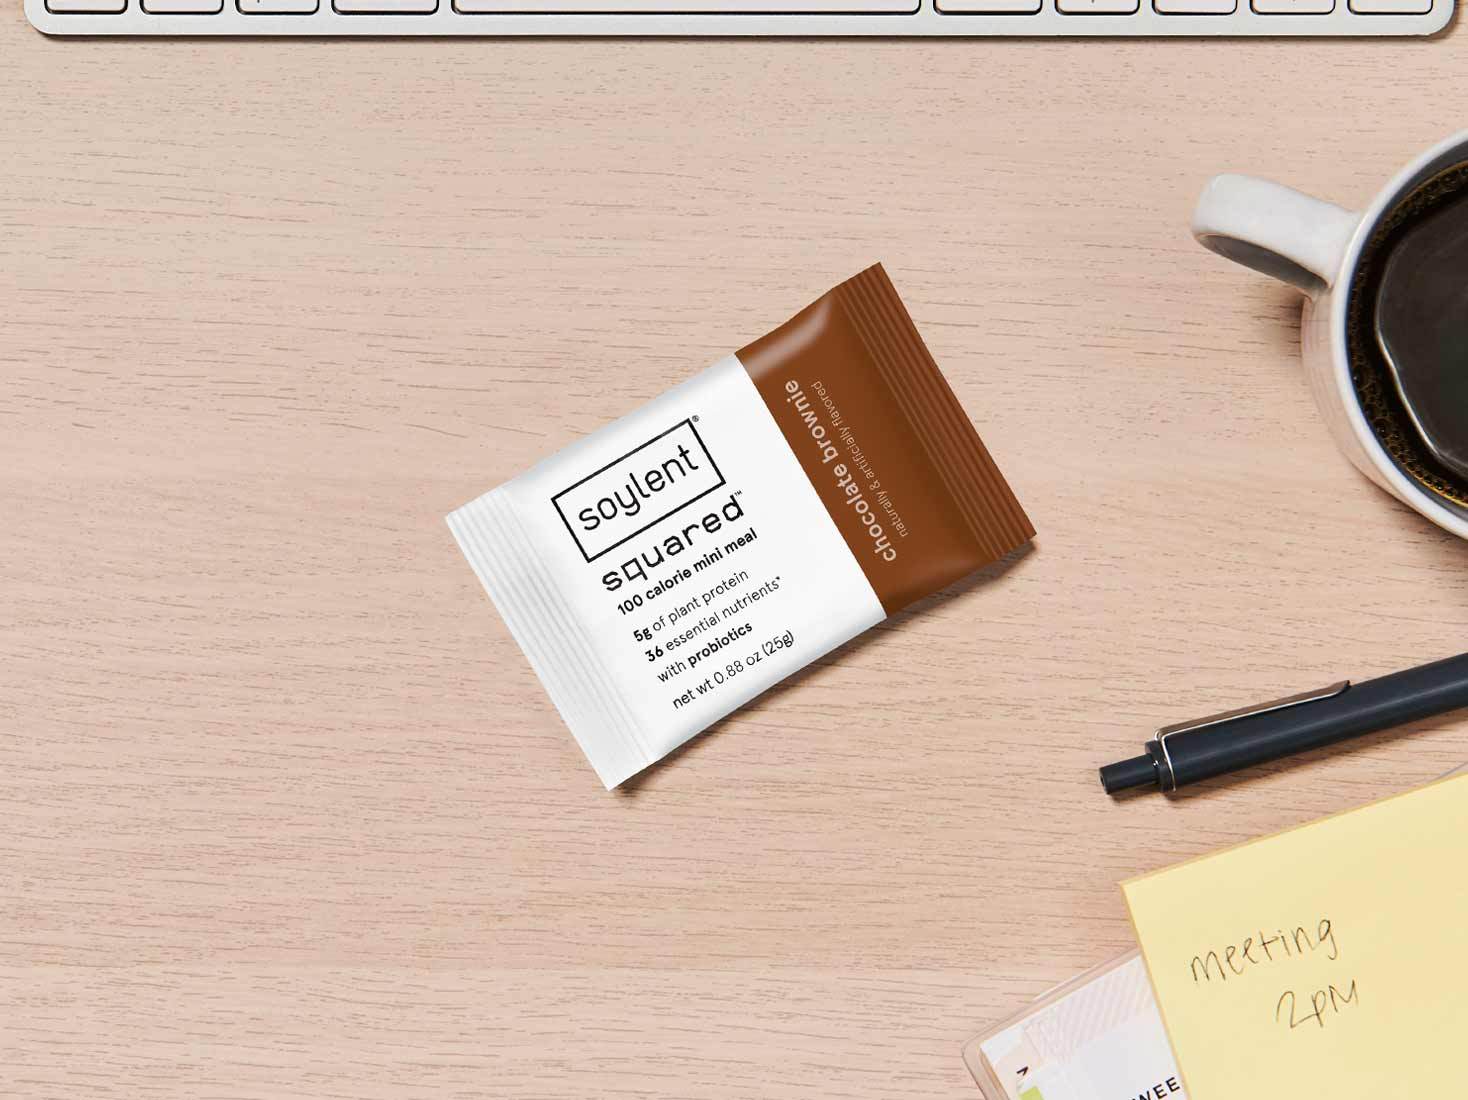 soylent®
squared™
100 calorie mini meal
5g of plant protein
36 essential nutrients*
with probiotics
net wt 0.88 oz (25g)
chocolate brownie
naturally & artificially flavored
meeting
2PM